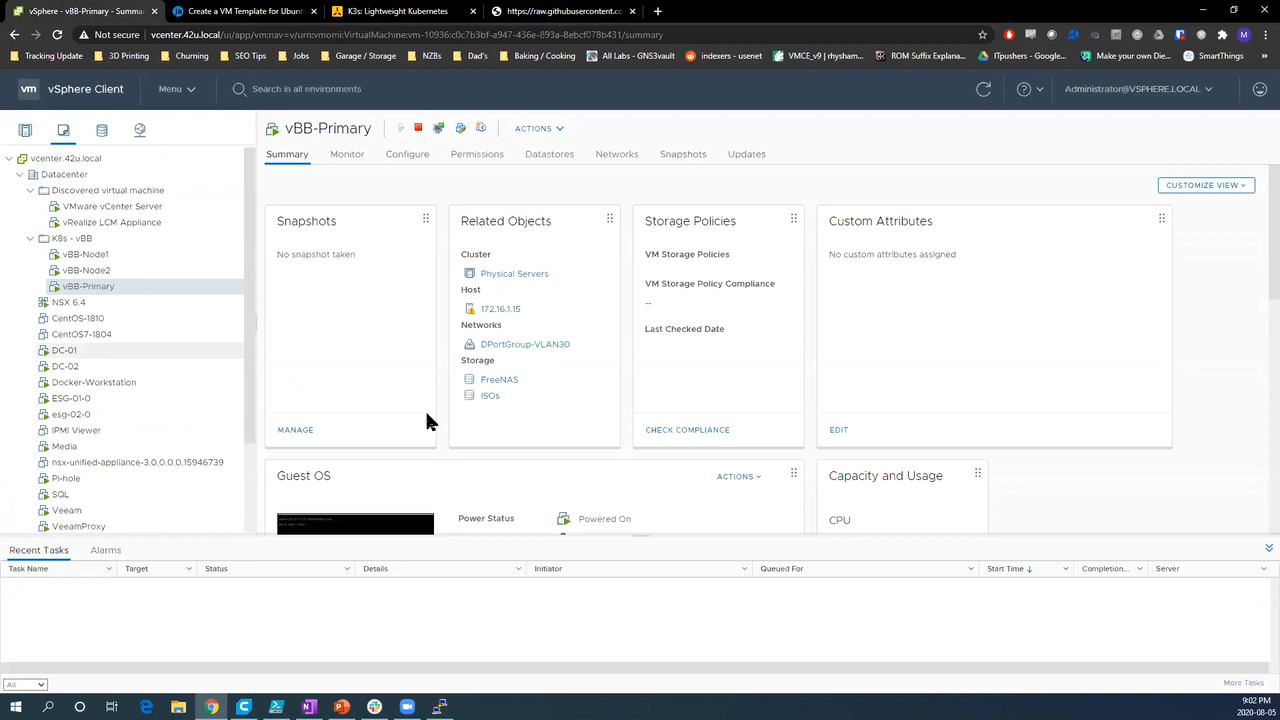 vSphere - vBB-Primary - Summary
Create a VM Template for Ubuntu
K3s: Lightweight Kubernetes
https://raw.githubusercontent.co
Not secure
vcenter.42u.local/ui/app/vm;nav=v/urn:vmomi:VirtualMachine:vm-10936:c0c7b3bf-a947-436e-893a-8ebcf078b431/summary
M
Tracking Update
3D Printing
Churning
SEO Tips
Jobs
Garage / Storage
NZBs
Dad's
Baking / Cooking
All Labs - GNS3vault
indexers - usenet
VMCE_v9 | rhysham...
ROM Suffix Explana...
ITpushers - Google...
SmartThings
»
vm
vSphere Client
Menu
Search in all environments
Administrator@VSPHERE.LOCAL
vBB-Primary
ACTIONS
Summary
Monitor
Configure
Permissions
Datastores
Networks
Snapshots
Updates
vcenter.42u.local
Datacenter
Discovered virtual machine
VMware vCenter Server
vRealize LCM Appliance
K8s - vBB
vBB-Node1
vBB-Node2
vBB-Primary
NSX 6.4
CentOS-1810
CentOS7-1804
DC-01
DC-02
Docker-Workstation
ESG-01-0
esg-02-0
IPMI Viewer
Media
nsx-unified-appliance-3.0.0.0.0.15946739
Pi-hole
SQL
Veeam
VeeamProxy
CUSTOMIZE VIEW
Snapshots
No snapshot taken
MANAGE
Related Objects
Cluster
Physical Servers
Host
172.16.1.15
Networks
DPortGroup-VLAN30
Storage
FreeNAS
ISOs
Storage Policies
VM Storage Policies
VM Storage Policy Compliance
--
Last Checked Date
CHECK COMPLIANCE
Custom Attributes
No custom attributes assigned
EDIT
Guest OS
ACTIONS
Power Status
Powered On
Capacity and Usage
CPU
Recent Tasks
Alarms
Task Name
Target
Status
Details
Initiator
Queued For
Start Time ↓
Completion...
Server
All
More Tasks
9:02 PM
2020-08-05